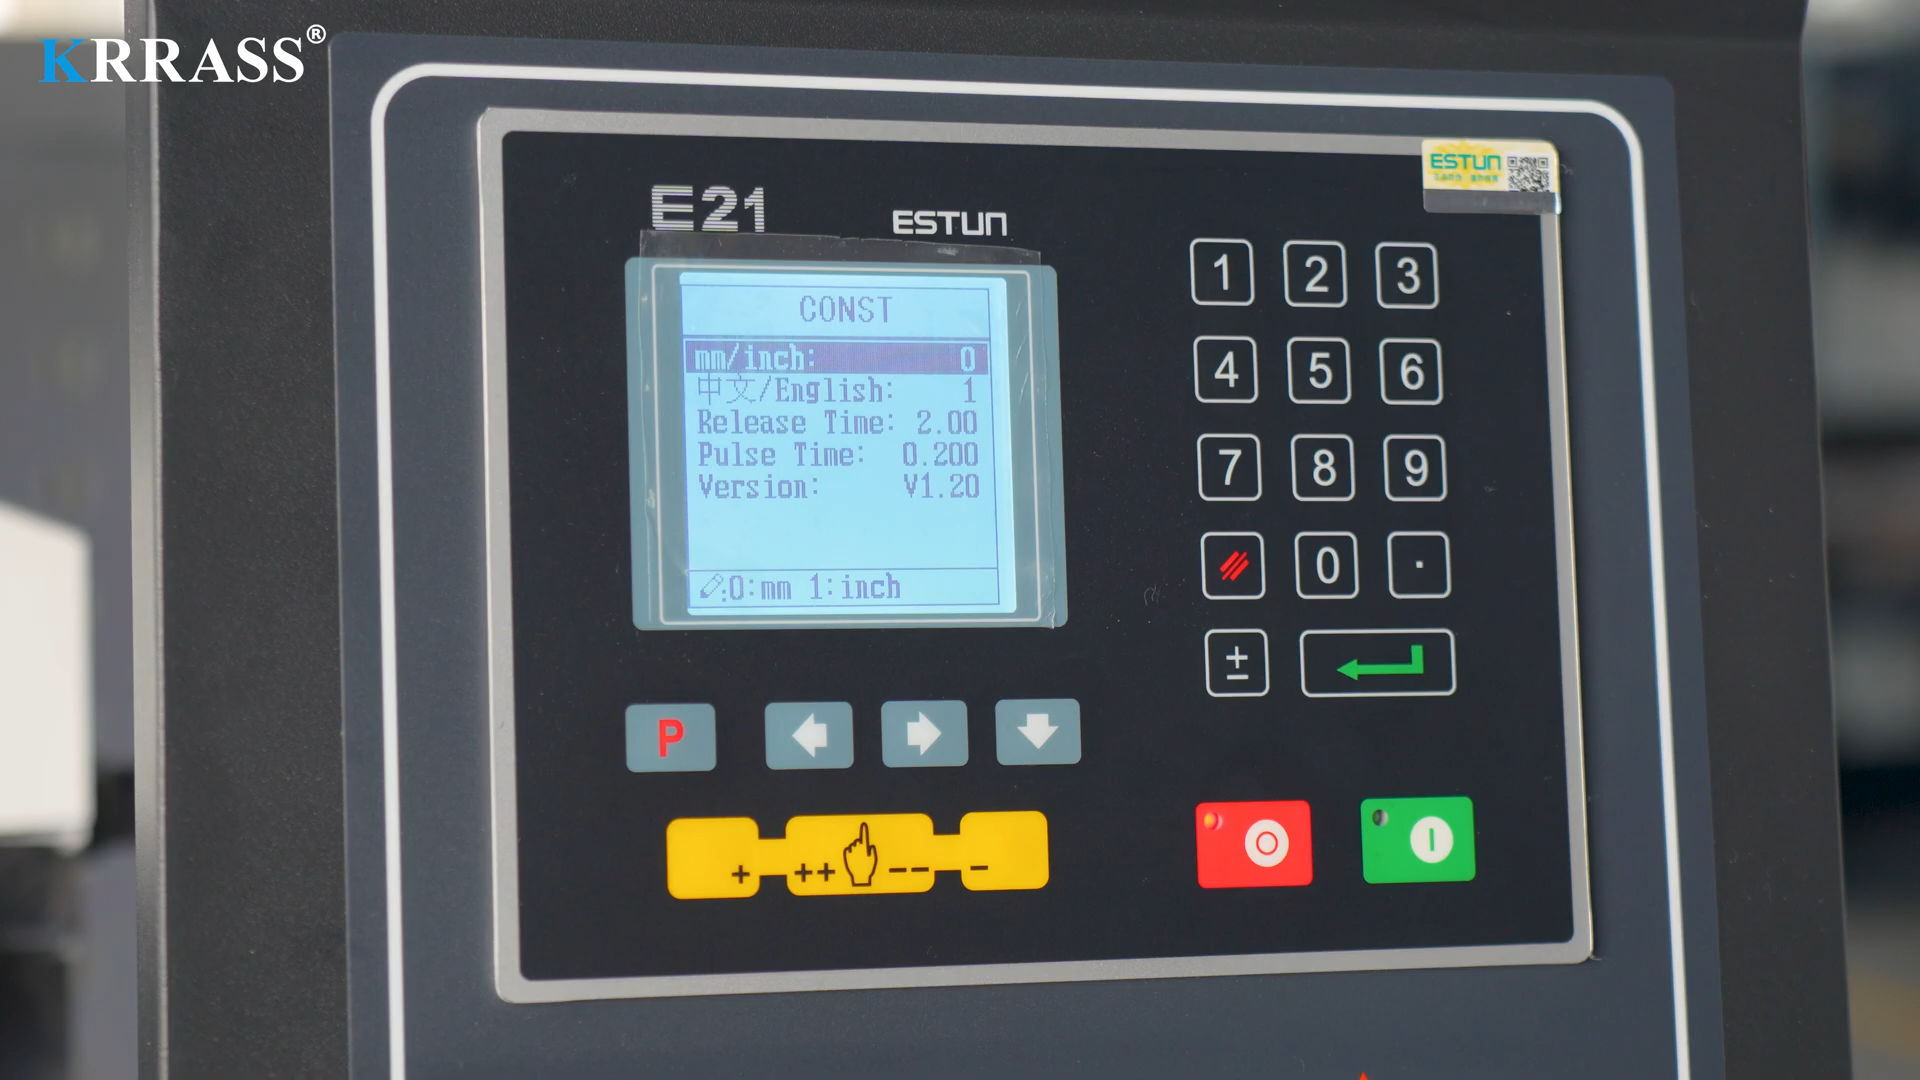 KRRASS®
E21
ESTUN
ESTUN
CONST
mm/inch: 0
中文/English: 1
Release Time: 2.00
Pulse Time: 0.200
Version: V1.20
0:mm 1:inch
1 2 3
4 5 6
7 8 9
0 .
±
P
+ ++ -- -